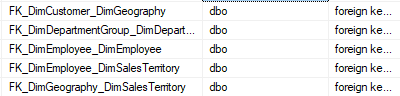 FK_DimCustomer_DimGeography dbo foreign ke...
FK_DimDepartmentGroup_DimDepart... dbo foreign ke...
FK_DimEmployee_DimEmployee dbo foreign ke...
FK_DimEmployee_DimSalesTerritory dbo foreign ke...
FK_DimGeography_DimSalesTerritory dbo foreign ke...